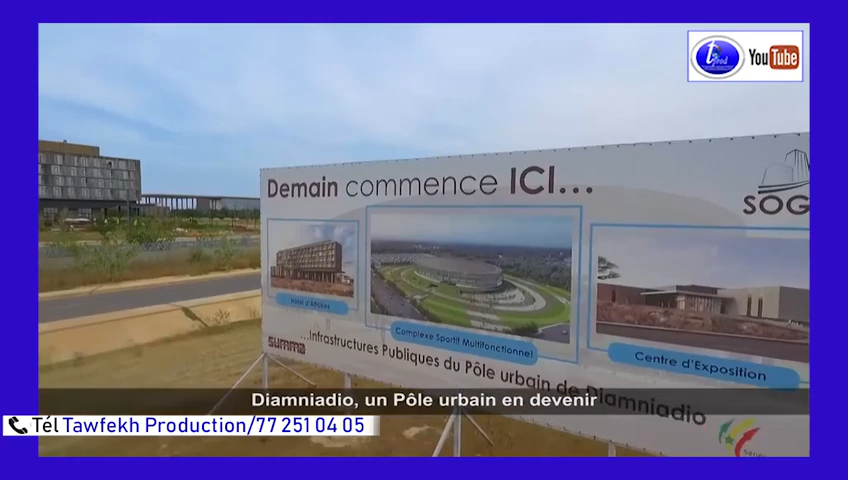 YouTube
Demain commence ICI...
SOG
Hôtel d'Affaires
Complexe Sportif Multifonctionnel
Centre d'Exposition
summa
...Infrastructures Publiques du Pôle urbain de Diamniadio
Diamniadio, un Pôle urbain en devenir
Tél Tawfekh Production/77 251 04 05